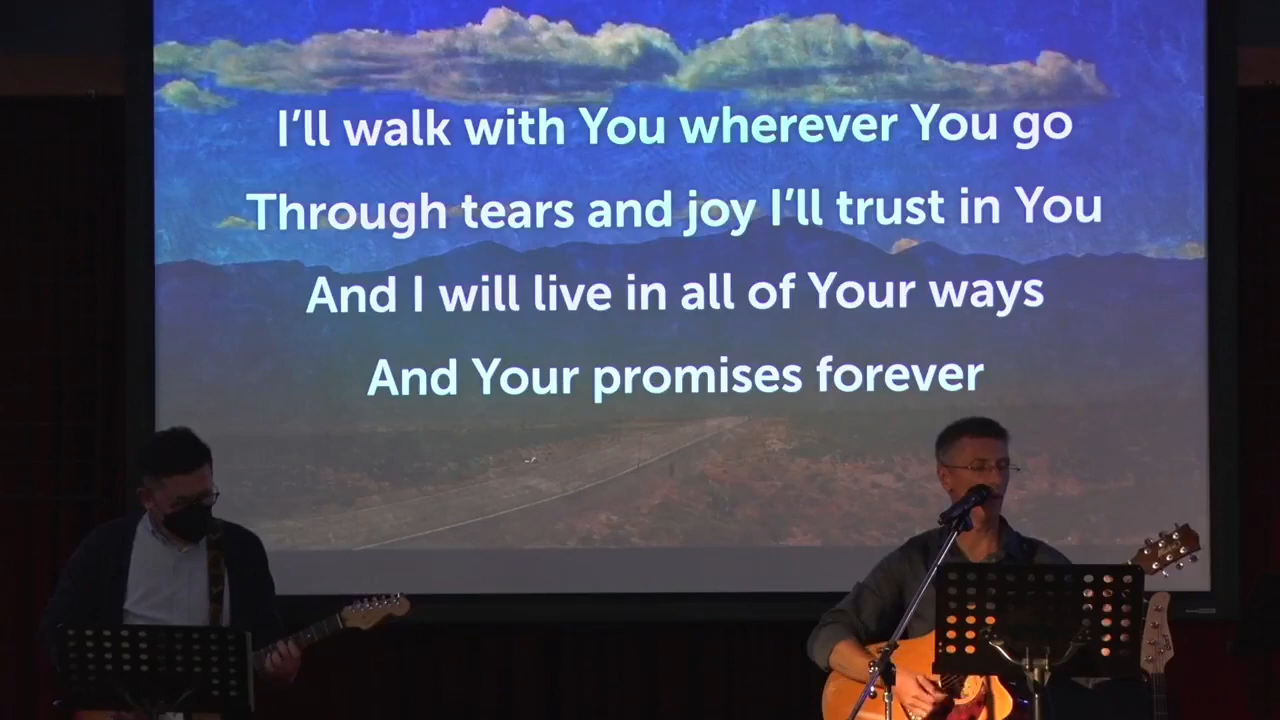 I'll walk with You wherever You go
Through tears and joy I'll trust in You
And I will live in all of Your ways
And Your promises forever